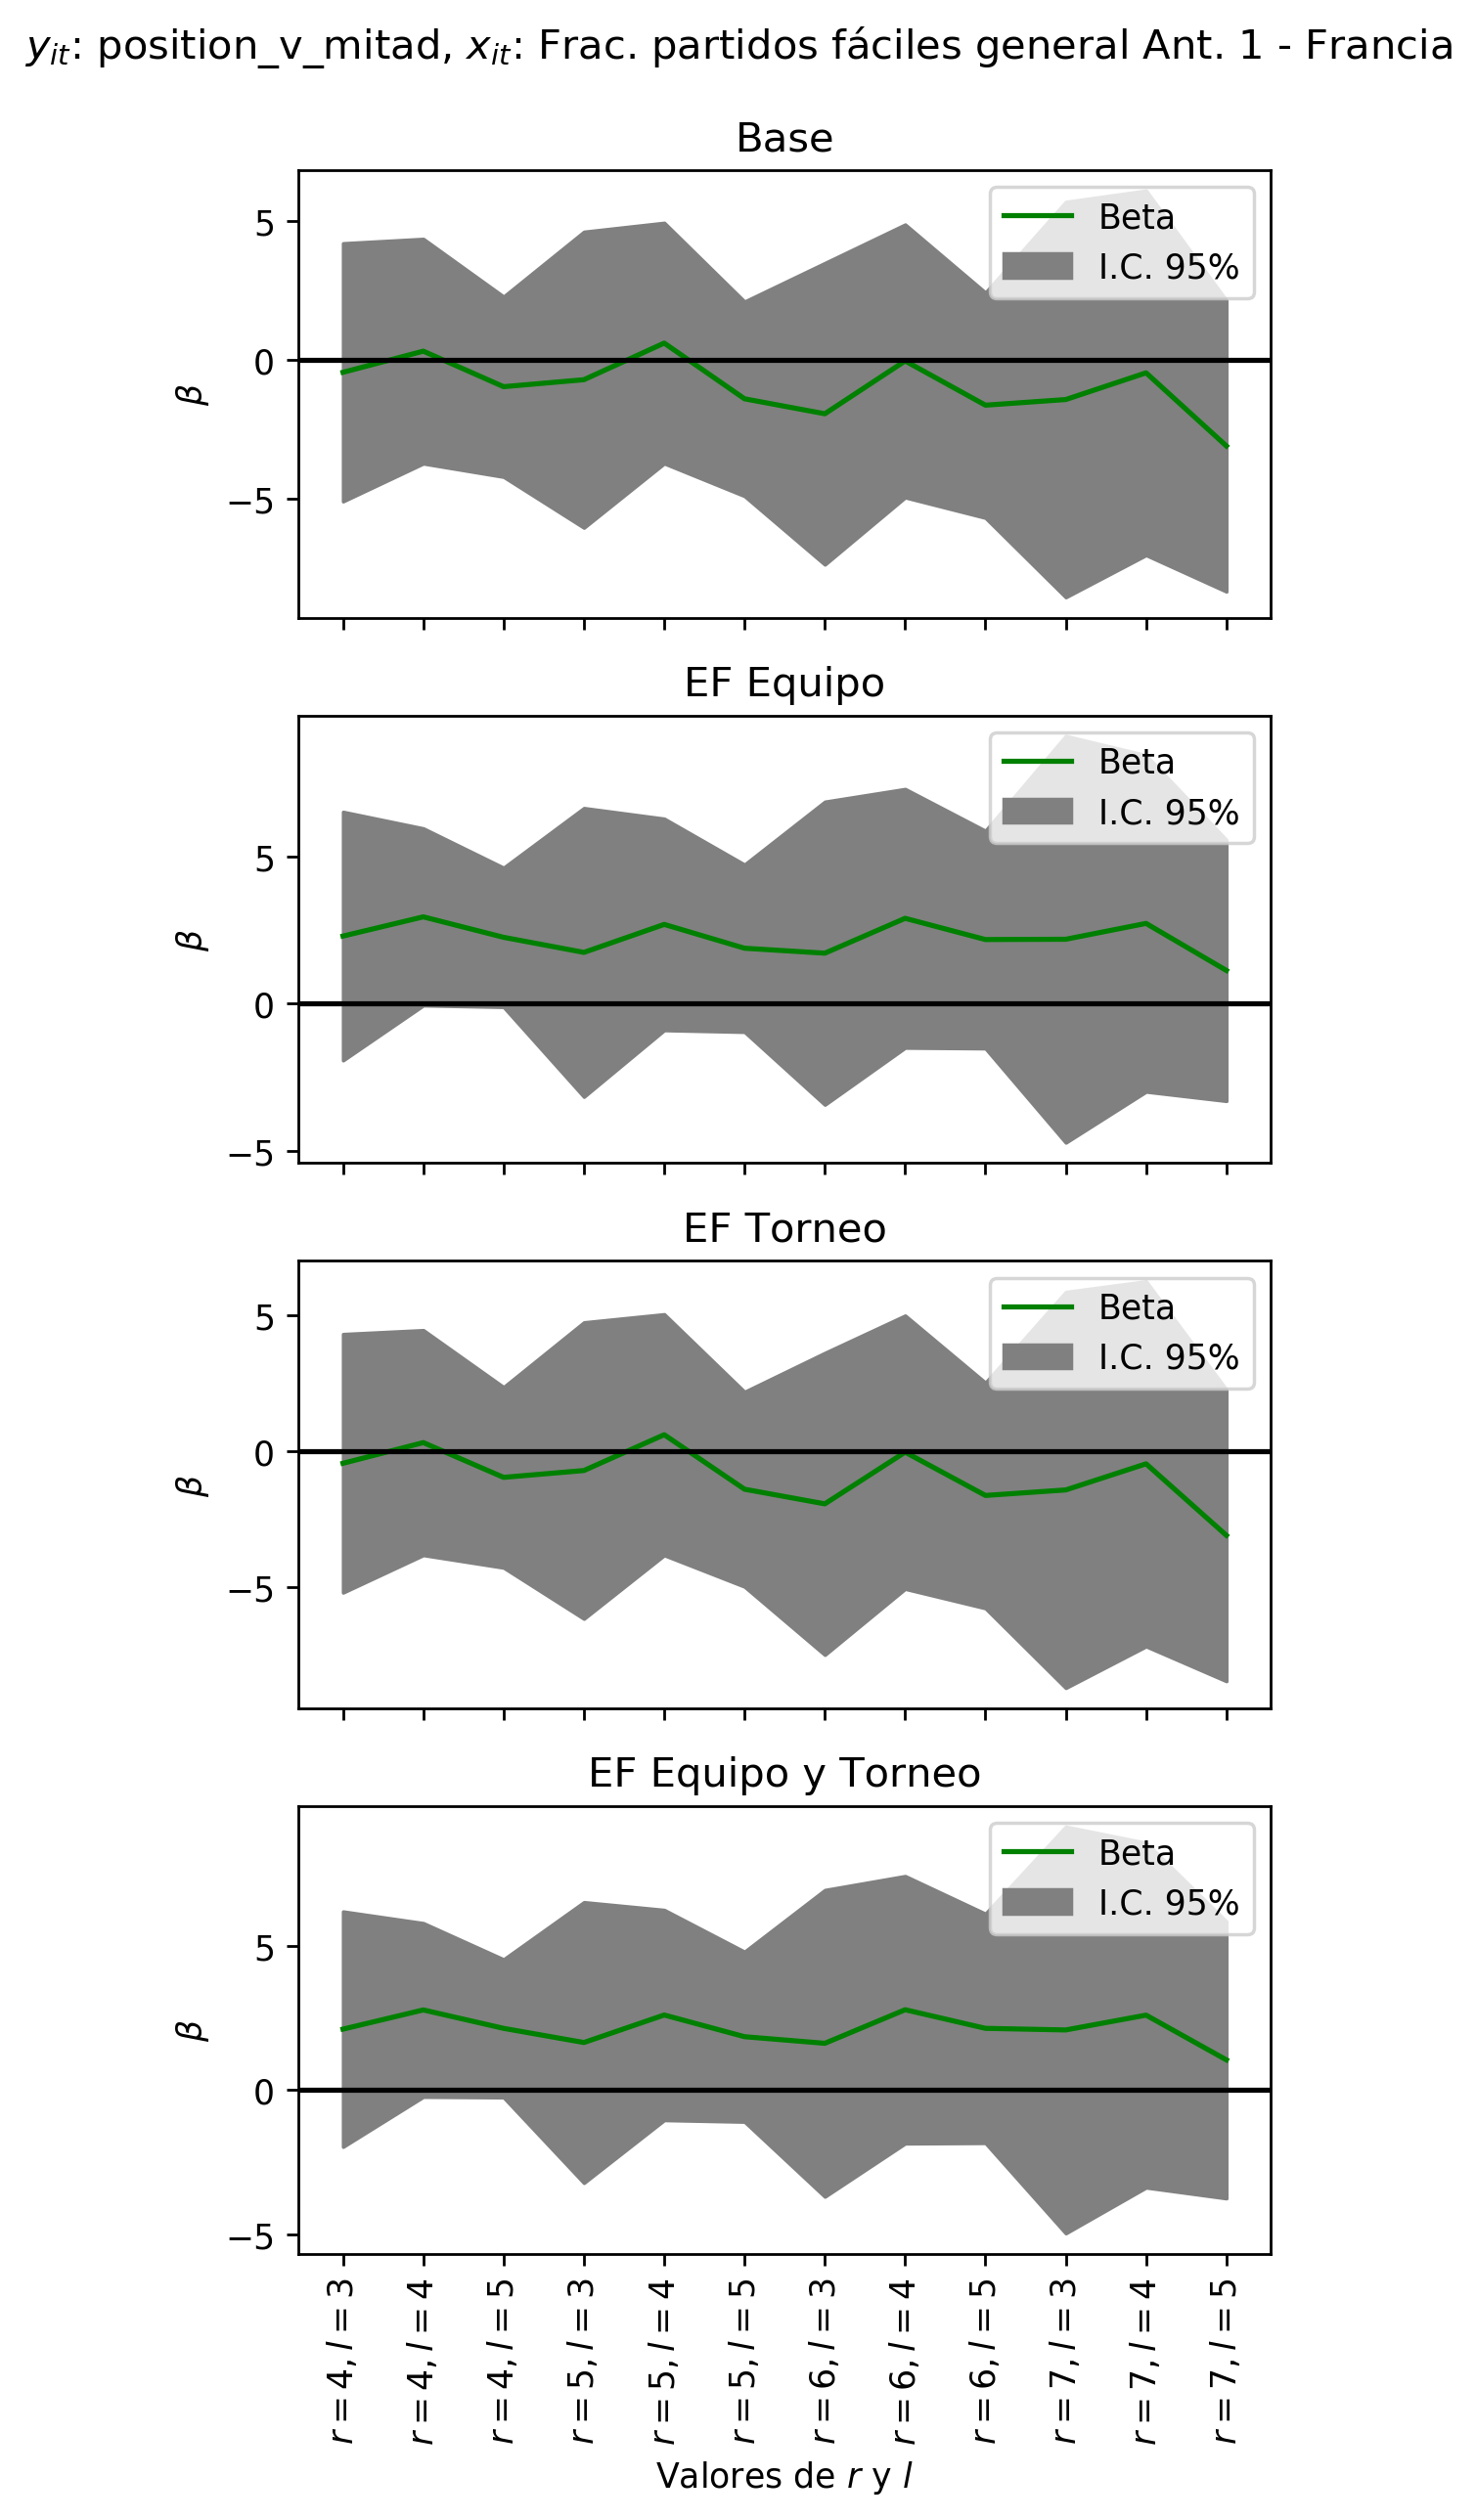 y_it: position_v_mitad, x_it: Frac. partidos fáciles general Ant. 1 - Francia
Base
Beta
I.C. 95%
5
0
−5
β
EF Equipo
Beta
I.C. 95%
5
0
−5
β
EF Torneo
Beta
I.C. 95%
5
0
−5
β
EF Equipo y Torneo
Beta
I.C. 95%
5
0
−5
β
r = 4, l = 3
r = 4, l = 4
r = 4, l = 5
r = 5, l = 3
r = 5, l = 4
r = 5, l = 5
r = 6, l = 3
r = 6, l = 4
r = 6, l = 5
r = 7, l = 3
r = 7, l = 4
r = 7, l = 5
Valores de r y l